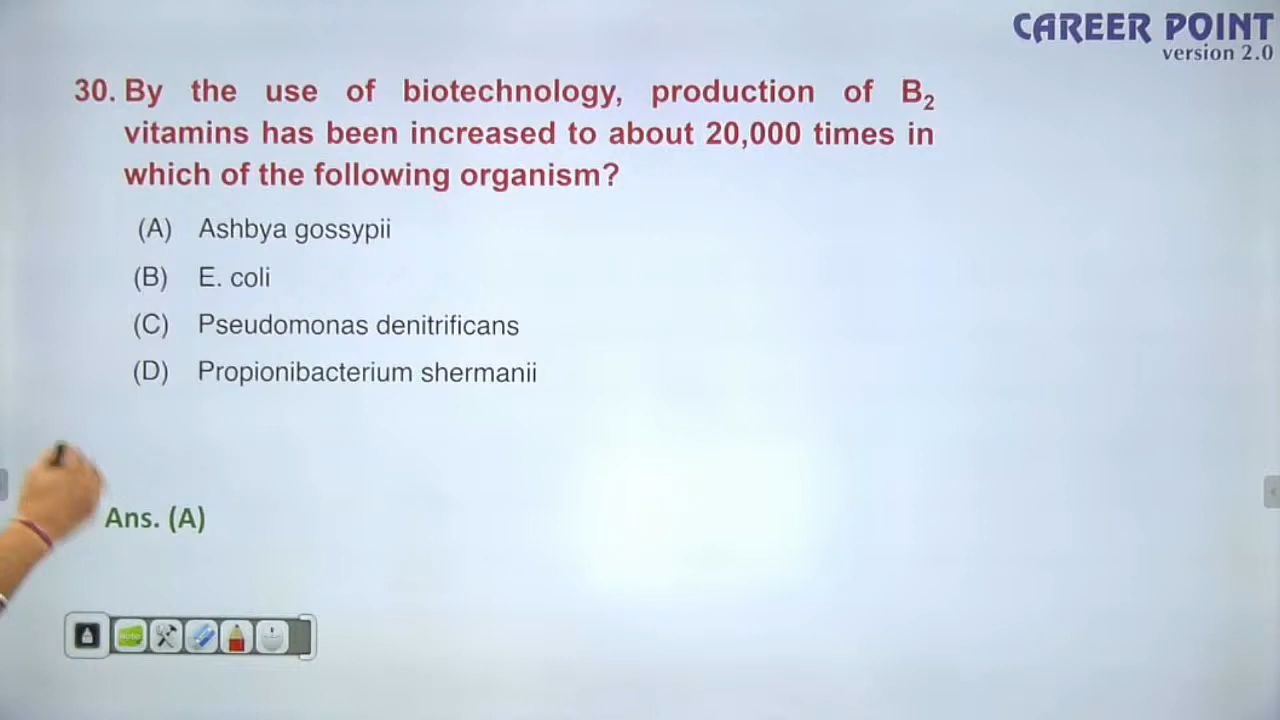 CAREER POINT
version 2.0
30. By the use of biotechnology, production of B₂
vitamins has been increased to about 20,000 times in
which of the following organism?
(A) Ashbya gossypii
(B) E. coli
(C) Pseudomonas denitrificans
(D) Propionibacterium shermanii
Ans. (A)